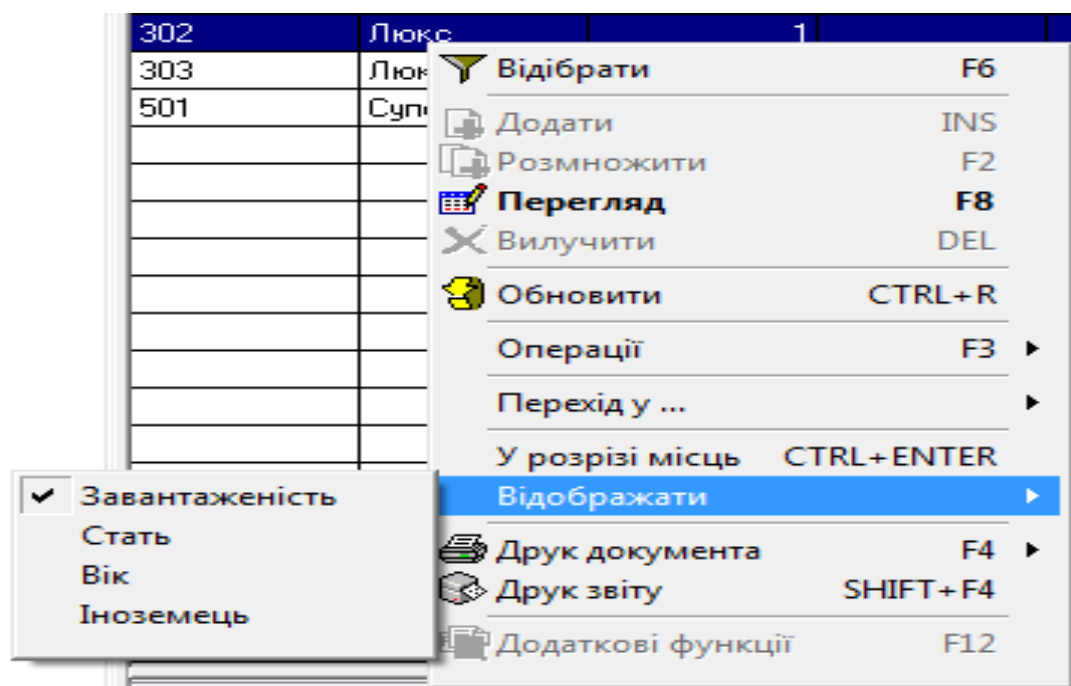 302 Люкс 1
303 Люк
501 Суп
Відібрати F6
Додати INS
Розмножити F2
Перегляд F8
Вилучити DEL
Обновити CTRL+R
Операції F3
Перехід у ...
У розрізі місць CTRL+ENTER
Відображати
Завантаженість
Стать
Вік
Іноземець
Друк документа F4
Друк звіту SHIFT+F4
Додаткові функції F12